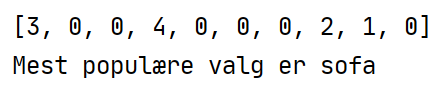 [3, 0, 0, 4, 0, 0, 0, 2, 1, 0]
Mest populære valg er sofa